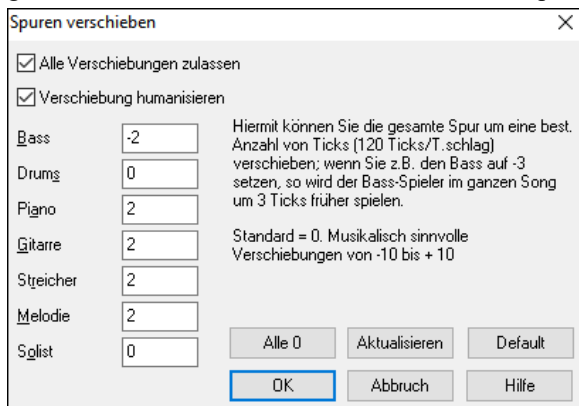 Spuren verschieben
Alle Verschiebungen zulassen
Verschiebung humanisieren
Bass -2
Drums 0
Piano 2
Gitarre 2
Streicher 2
Melodie 2
Solist 0
Hiermit können Sie die gesamte Spur um eine best.
Anzahl von Ticks (120 Ticks/T.schlag)
verschieben; wenn Sie z.B. den Bass auf -3
setzen, so wird der Bass-Spieler im ganzen Song
um 3 Ticks früher spielen.
Standard = 0. Musikalisch sinnvolle
Verschiebungen von -10 bis + 10
Alle 0 Aktualisieren Default
OK Abbruch Hilfe